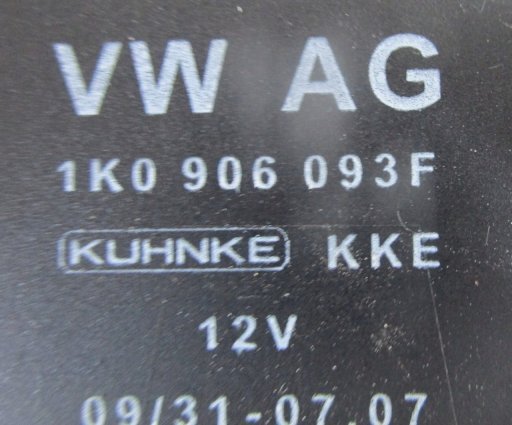 VW AG
1K0 906 093F
KUHNKE KKE
12V
09/31-07.07